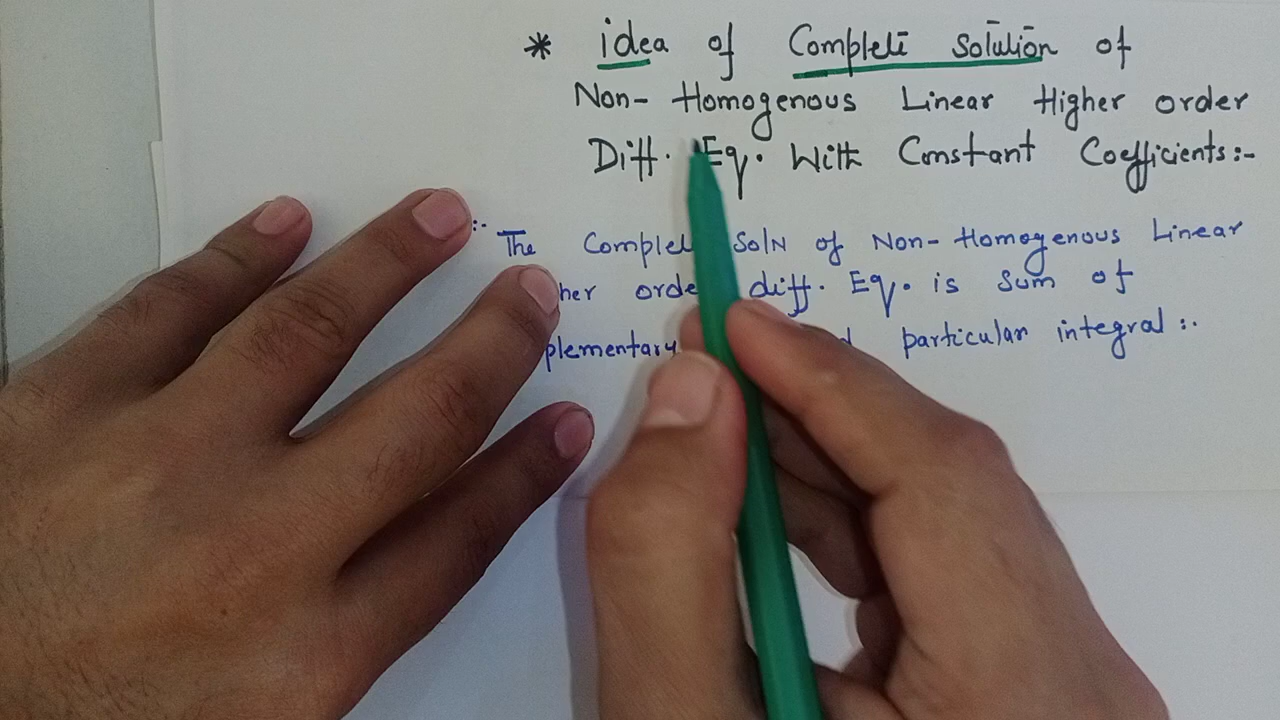 * idea of Complete solution of
Non- Homogenous Linear Higher order
Diff. Eq. With Constant Coefficients:-
:- The Complet Soln of Non- Homogenous Linear
her orde diff. Eq. is sum of
plementary particular integral:.